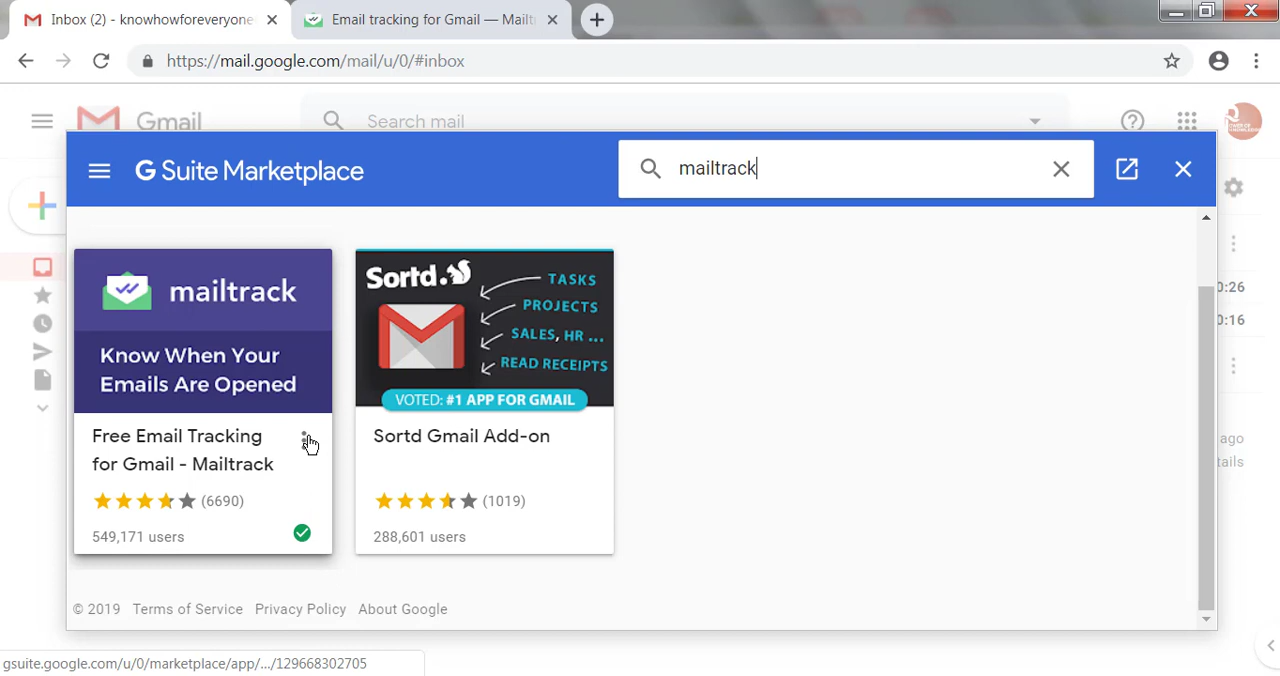 Inbox (2) - knowhowforeveryone
Email tracking for Gmail — Mailt
https://mail.google.com/mail/u/0/#inbox
Gmail
Search mail
G Suite Marketplace
mailtrack
0:26
0:16
ago
tails
mailtrack
Know When Your
Emails Are Opened
Free Email Tracking
for Gmail - Mailtrack
(6690)
549,171 users
Sortd.
TASKS
PROJECTS
SALES, HR ...
READ RECEIPTS
VOTED: #1 APP FOR GMAIL
Sortd Gmail Add-on
(1019)
288,601 users
© 2019 Terms of Service Privacy Policy About Google
gsuite.google.com/u/0/marketplace/app/.../129668302705